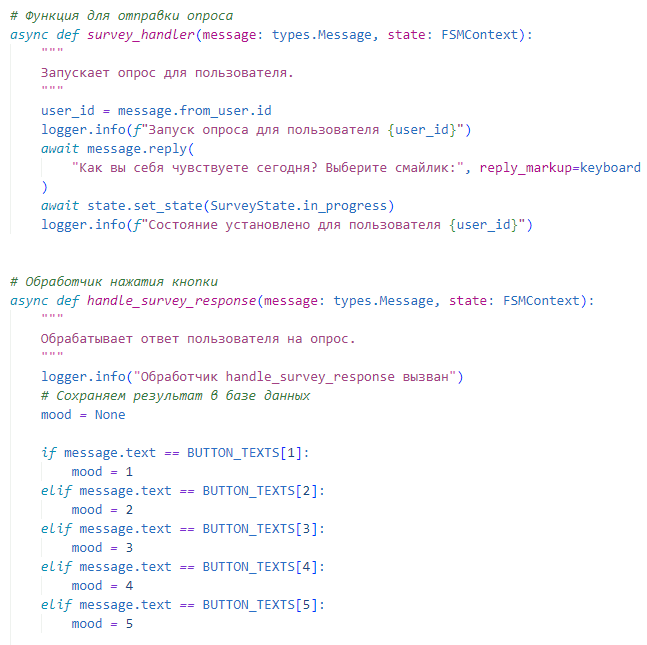 # Функция для отправки опроса
async def survey_handler(message: types.Message, state: FSMContext):
    """
    Запускает опрос для пользователя.
    """
    user_id = message.from_user.id
    logger.info(f"Запуск опроса для пользователя {user_id}")
    await message.reply(
        "Как вы себя чувствуете сегодня? Выберите смайлик:", reply_markup=keyboard
    )
    await state.set_state(SurveyState.in_progress)
    logger.info(f"Состояние установлено для пользователя {user_id}")
# Обработчик нажатия кнопки
async def handle_survey_response(message: types.Message, state: FSMContext):
    """
    Обрабатывает ответ пользователя на опрос.
    """
    logger.info("Обработчик handle_survey_response вызван")
    # Сохраняем результат в базе данных
    mood = None
    if message.text == BUTTON_TEXTS[1]:
        mood = 1
    elif message.text == BUTTON_TEXTS[2]:
        mood = 2
    elif message.text == BUTTON_TEXTS[3]:
        mood = 3
    elif message.text == BUTTON_TEXTS[4]:
        mood = 4
    elif message.text == BUTTON_TEXTS[5]:
        mood = 5